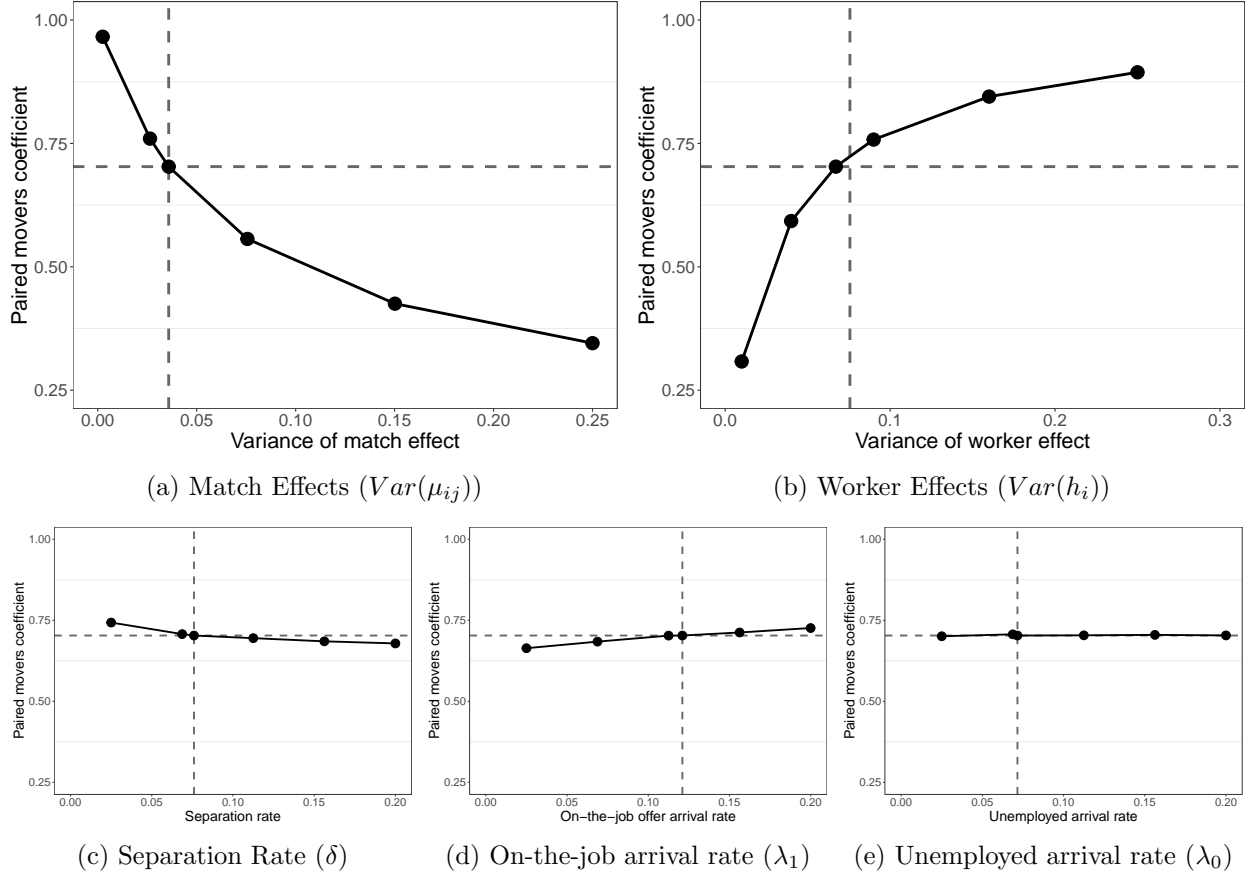 1.00
0.75
0.50
0.25
Paired movers coefficient
0.00 0.05 0.10 0.15 0.20 0.25
Variance of match effect
(a) Match Effects (Var(μij))
1.00
0.75
0.50
0.25
Paired movers coefficient
0.0 0.1 0.2 0.3
Variance of worker effect
(b) Worker Effects (Var(hi))
1.00
0.75
0.50
0.25
Paired movers coefficient
0.00 0.05 0.10 0.15 0.20
Separation rate
(c) Separation Rate (δ)
1.00
0.75
0.50
0.25
Paired movers coefficient
0.00 0.05 0.10 0.15 0.20
On−the−job offer arrival rate
(d) On-the-job arrival rate (λ1)
1.00
0.75
0.50
0.25
Paired movers coefficient
0.00 0.05 0.10 0.15 0.20
Unemployed arrival rate
(e) Unemployed arrival rate (λ0)